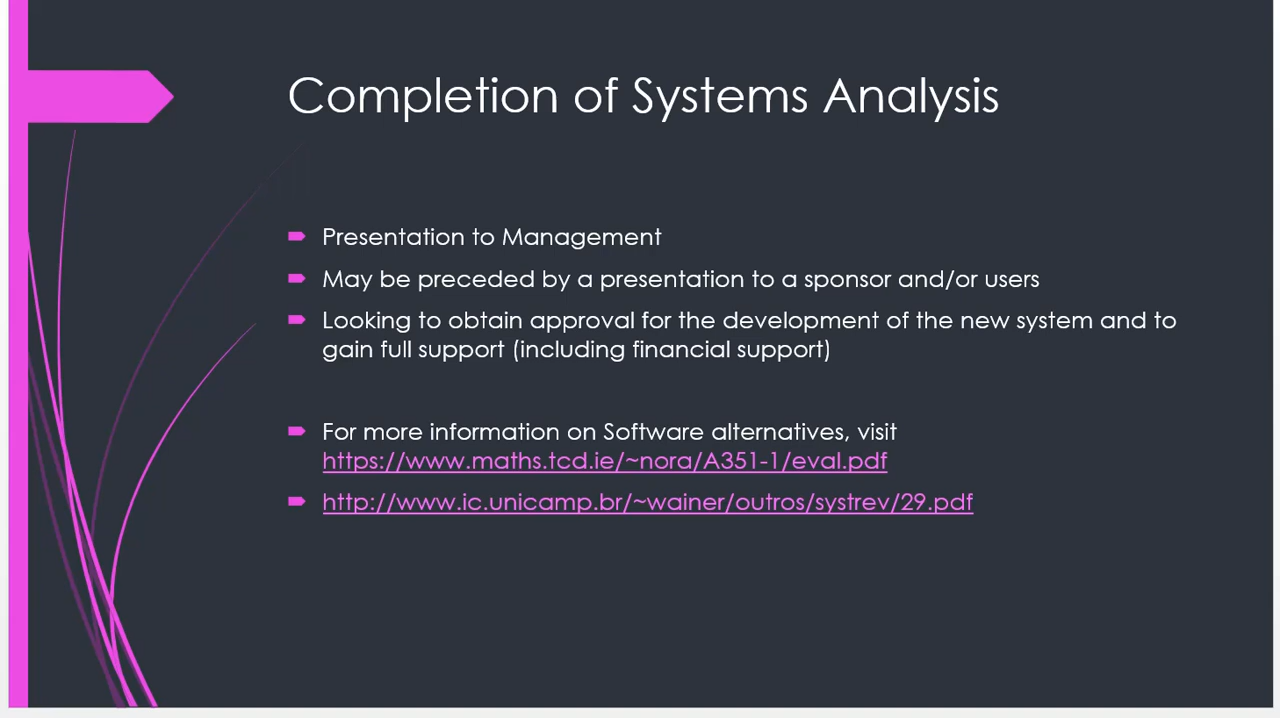 Completion of Systems Analysis
Presentation to Management
May be preceded by a presentation to a sponsor and/or users
Looking to obtain approval for the development of the new system and to
gain full support (including financial support)
For more information on Software alternatives, visit
https://www.maths.tcd.ie/~nora/A351-1/eval.pdf
http://www.ic.unicamp.br/~wainer/outros/systrev/29.pdf